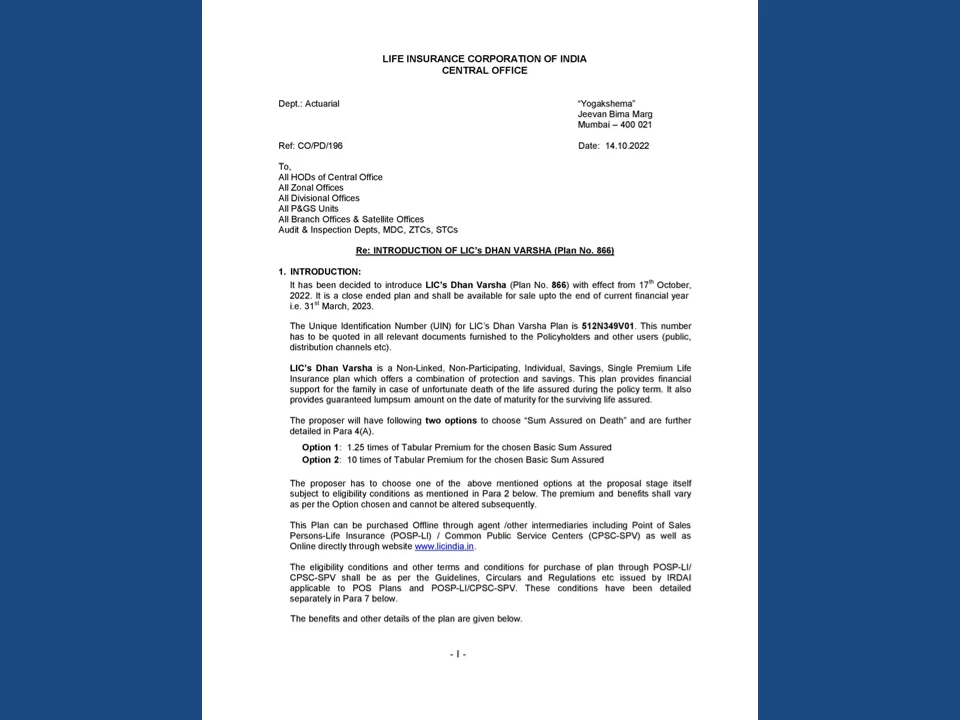 LIFE INSURANCE CORPORATION OF INDIA
CENTRAL OFFICE
Dept.: Actuarial
“Yogakshema”
Jeevan Bima Marg
Mumbai – 400 021
Ref: CO/PD/196
Date: 14.10.2022
To,
All HODs of Central Office
All Zonal Offices
All Divisional Offices
All P&GS Units
All Branch Offices & Satellite Offices
Audit & Inspection Depts, MDC, ZTCs, STCs
Re: INTRODUCTION OF LIC's DHAN VARSHA (Plan No. 866)
1. INTRODUCTION:
It has been decided to introduce LIC's Dhan Varsha (Plan No. 866) with effect from 17th October,
2022. It is a close ended plan and shall be available for sale upto the end of current financial year
i.e. 31st March, 2023.
The Unique Identification Number (UIN) for LIC's Dhan Varsha Plan is 512N349V01. This number
has to be quoted in all relevant documents furnished to the Policyholders and other users (public,
distribution channels etc).
LIC's Dhan Varsha is a Non-Linked, Non-Participating, Individual, Savings, Single Premium Life
Insurance plan which offers a combination of protection and savings. This plan provides financial
support for the family in case of unfortunate death of the life assured during the policy term. It also
provides guaranteed lumpsum amount on the date of maturity for the surviving life assured.
The proposer will have following two options to choose “Sum Assured on Death” and are further
detailed in Para 4(A).
Option 1: 1.25 times of Tabular Premium for the chosen Basic Sum Assured
Option 2: 10 times of Tabular Premium for the chosen Basic Sum Assured
The proposer has to choose one of the above mentioned options at the proposal stage itself
subject to eligibility conditions as mentioned in Para 2 below. The premium and benefits shall vary
as per the Option chosen and cannot be altered subsequently.
This Plan can be purchased Offline through agent /other intermediaries including Point of Sales
Persons-Life Insurance (POSP-LI) / Common Public Service Centers (CPSC-SPV) as well as
Online directly through website www.licindia.in.
The eligibility conditions and other terms and conditions for purchase of plan through POSP-LI/
CPSC-SPV shall be as per the Guidelines, Circulars and Regulations etc issued by IRDAI
applicable to POS Plans and POSP-LI/CPSC-SPV. These conditions have been detailed
separately in Para 7 below.
The benefits and other details of the plan are given below.
- 1 -